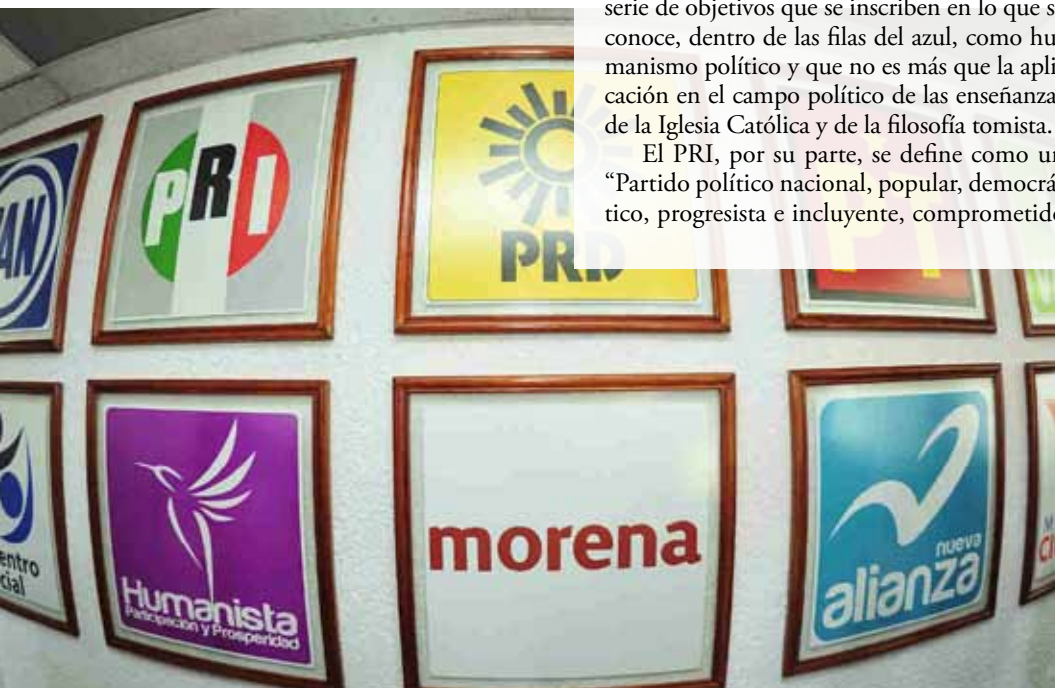 serie de objetivos que se inscriben en lo que s
conoce, dentro de las filas del azul, como hu
manismo político y que no es más que la apli
cación en el campo político de las enseñanza
de la Iglesia Católica y de la filosofía tomista.
El PRI, por su parte, se define como un
“Partido político nacional, popular, democrá
tico, progresista e incluyente, comprometido
AN
PRI
PRD
PT
entro
cial
Humanista
Participación y Prosperidad
morena
nueva
alianza